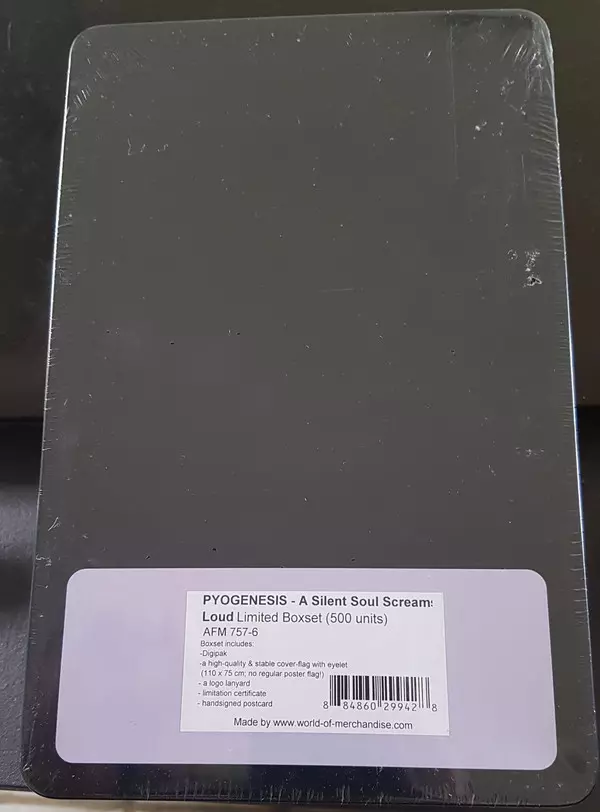 PYOGENESIS - A Silent Soul Screams
Loud Limited Boxset (500 units)
AFM 757-6
Boxset includes:
-Digipak
-a high-quality & stable cover-flag with eyelet
(110 x 75 cm; no regular poster flag!)
- a logo lanyard
- limitation certificate
- handsigned postcard
8 84860 29942 8
Made by www.world-of-merchandise.com